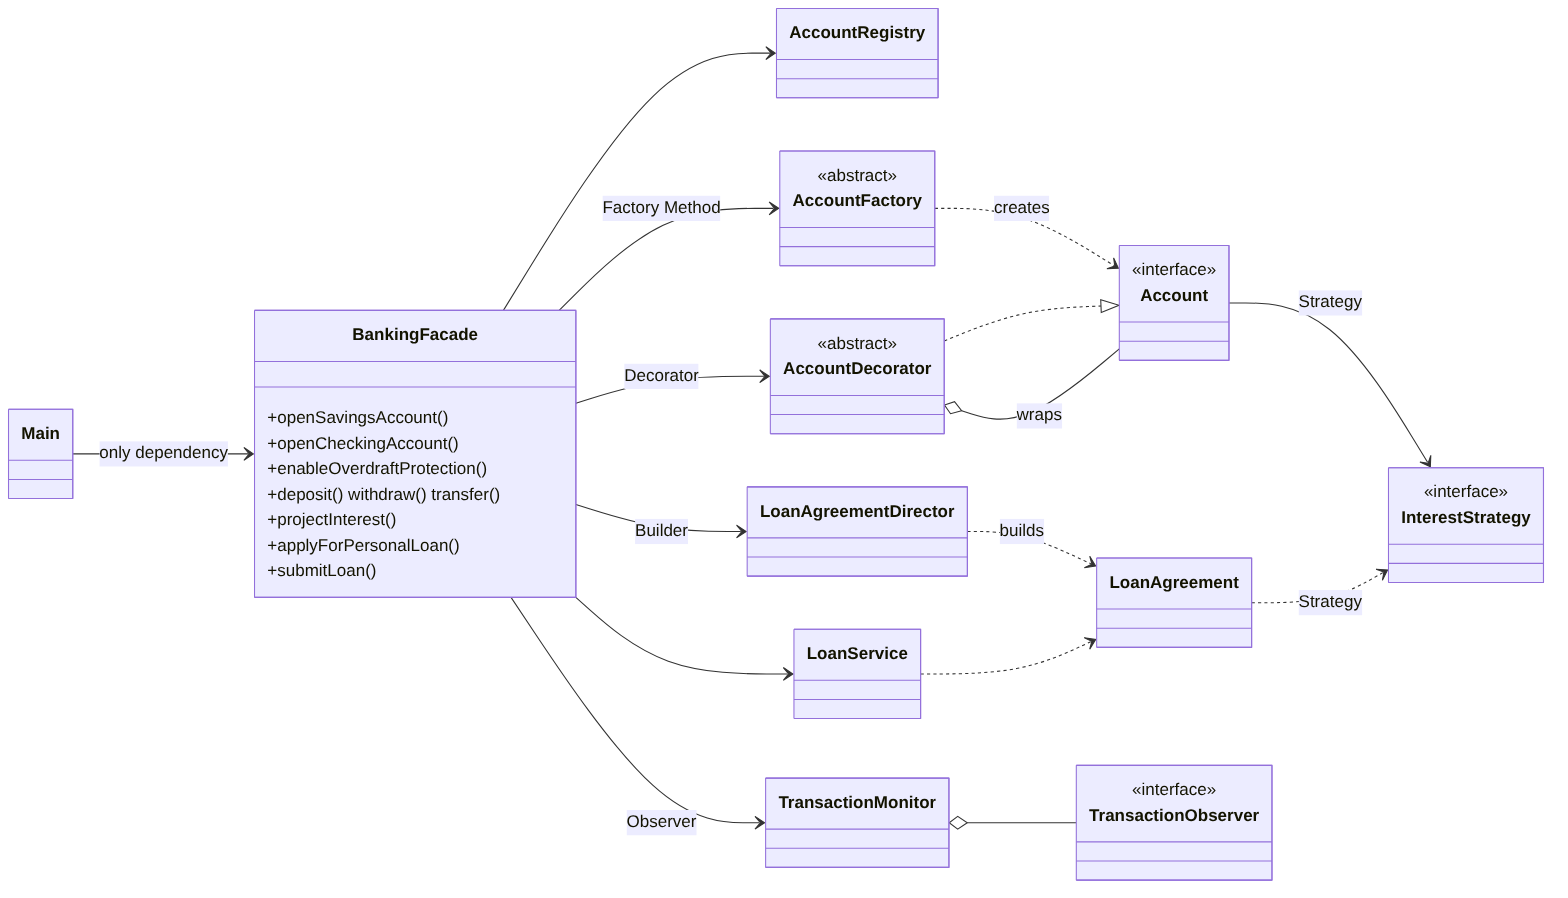 AccountRegistry
«abstract»
AccountFactory
Factory Method
creates
«interface»
Account
Strategy
BankingFacade
+openSavingsAccount()
+openCheckingAccount()
+enableOverdraftProtection()
+deposit() withdraw() transfer()
+projectInterest()
+applyForPersonalLoan()
+submitLoan()
«abstract»
AccountDecorator
Decorator
wraps
Main
only dependency
«interface»
InterestStrategy
LoanAgreementDirector
Builder
builds
LoanAgreement
Strategy
LoanService
TransactionMonitor
Observer
«interface»
TransactionObserver